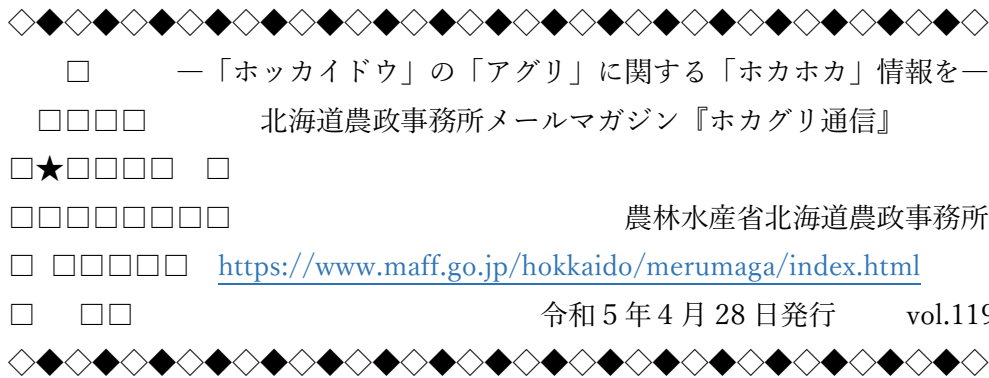 ◇◆◇◆◇◆◇◆◇◆◇◆◇◆◇◆◇◆◇◆◇◆◇◆◇◆◇◆◇◆◇◆◇◆◇◆◇
□　　　―「ホッカイドウ」の「アグリ」に関する「ホカホカ」情報を―
□□□□　　　　北海道農政事務所メールマガジン『ホカグリ通信』
□★□□□□　□
□□□□□□□□　　　　　　　　　　　　　　農林水産省北海道農政事務所
□　□□□□□　https://www.maff.go.jp/hokkaido/merumaga/index.html
□　　□□　　　　　　　　　　　　令和５年４月 28 日発行　　　vol.119
◇◆◇◆◇◆◇◆◇◆◇◆◇◆◇◆◇◆◇◆◇◆◇◆◇◆◇◆◇◆◇◆◇◆◇◆◇